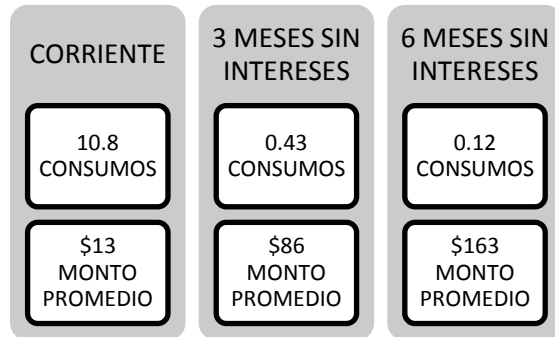 CORRIENTE
10.8
CONSUMOS
$13
MONTO
PROMEDIO
3 MESES SIN
INTERESES
0.43
CONSUMOS
$86
MONTO
PROMEDIO
6 MESES SIN
INTERESES
0.12
CONSUMOS
$163
MONTO
PROMEDIO